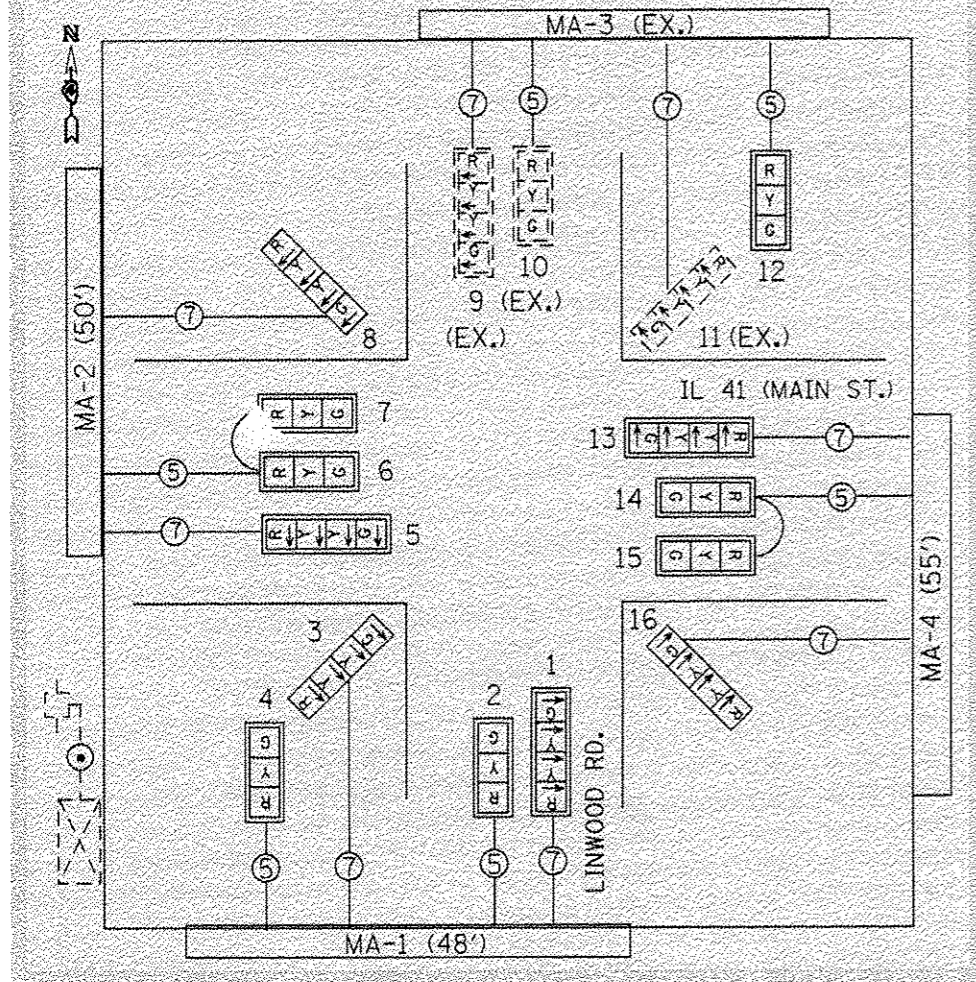 MA-3 (EX.)
N
7
5
7
5
R
Y
Y
G
R
Y
G
R
Y
Y
G
R
Y
G
10
12
9 (EX.)
(EX.)
11 (EX.)
MA-2 (50')
7
R
Y
Y
G
8
IL 41 (MAIN ST.)
R Y G
7
13
G Y Y R
7
5
R Y G
6
14
G Y R
5
7
R Y Y G
5
15
G Y R
MA-4 (55')
3
R
Y
Y
G
16
G
Y
Y
R
7
4
G
Y
R
2
G
Y
R
1
G
Y
Y
R
LINWOOD RD.
5
7
5
7
MA-1 (48')